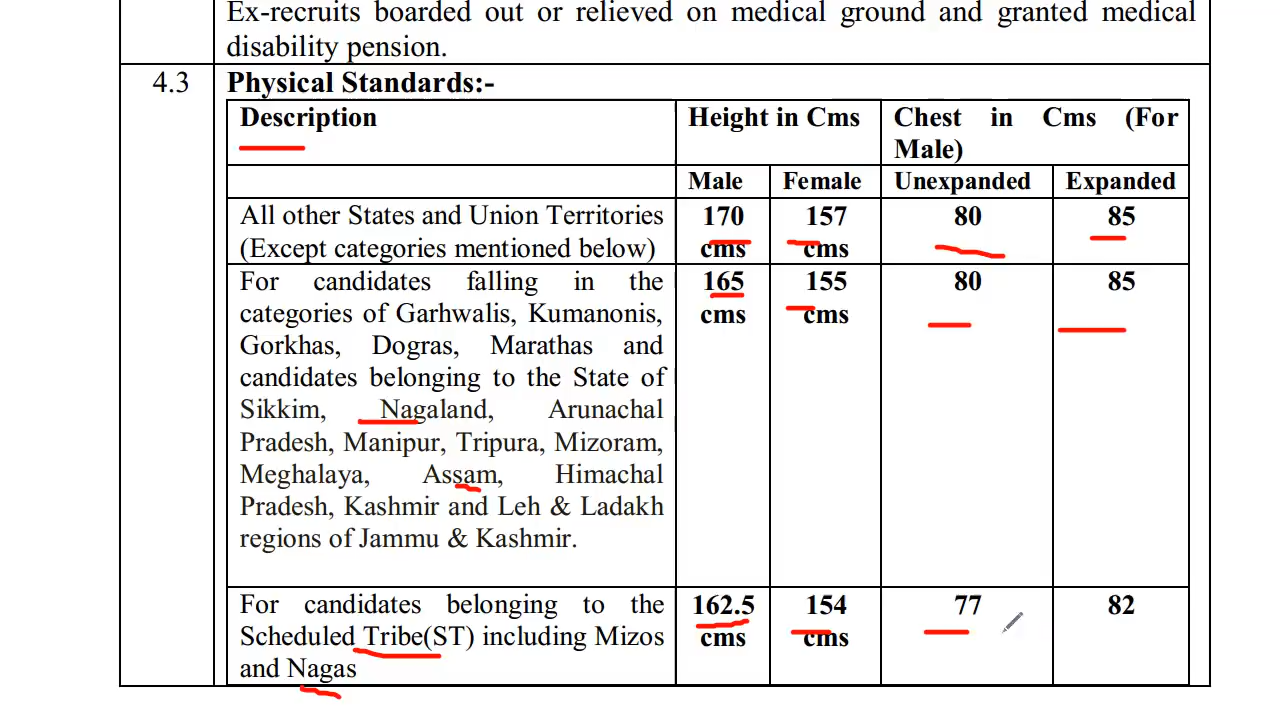 Ex-recruits boarded out or relieved on medical ground and granted medical
disability pension.
4.3 Physical Standards:-
Description Height in Cms Chest in Cms (For
Male)
Male Female Unexpanded Expanded
All other States and Union Territories 170 157 80 85
(Except categories mentioned below) cms cms
For candidates falling in the 165 155 80 85
categories of Garhwalis, Kumanonis, cms cms
Gorkhas, Dogras, Marathas and
candidates belonging to the State of
Sikkim, Nagaland, Arunachal
Pradesh, Manipur, Tripura, Mizoram,
Meghalaya, Assam, Himachal
Pradesh, Kashmir and Leh & Ladakh
regions of Jammu & Kashmir.
For candidates belonging to the 162.5 154 77 82
Scheduled Tribe(ST) including Mizos cms cms
and Nagas